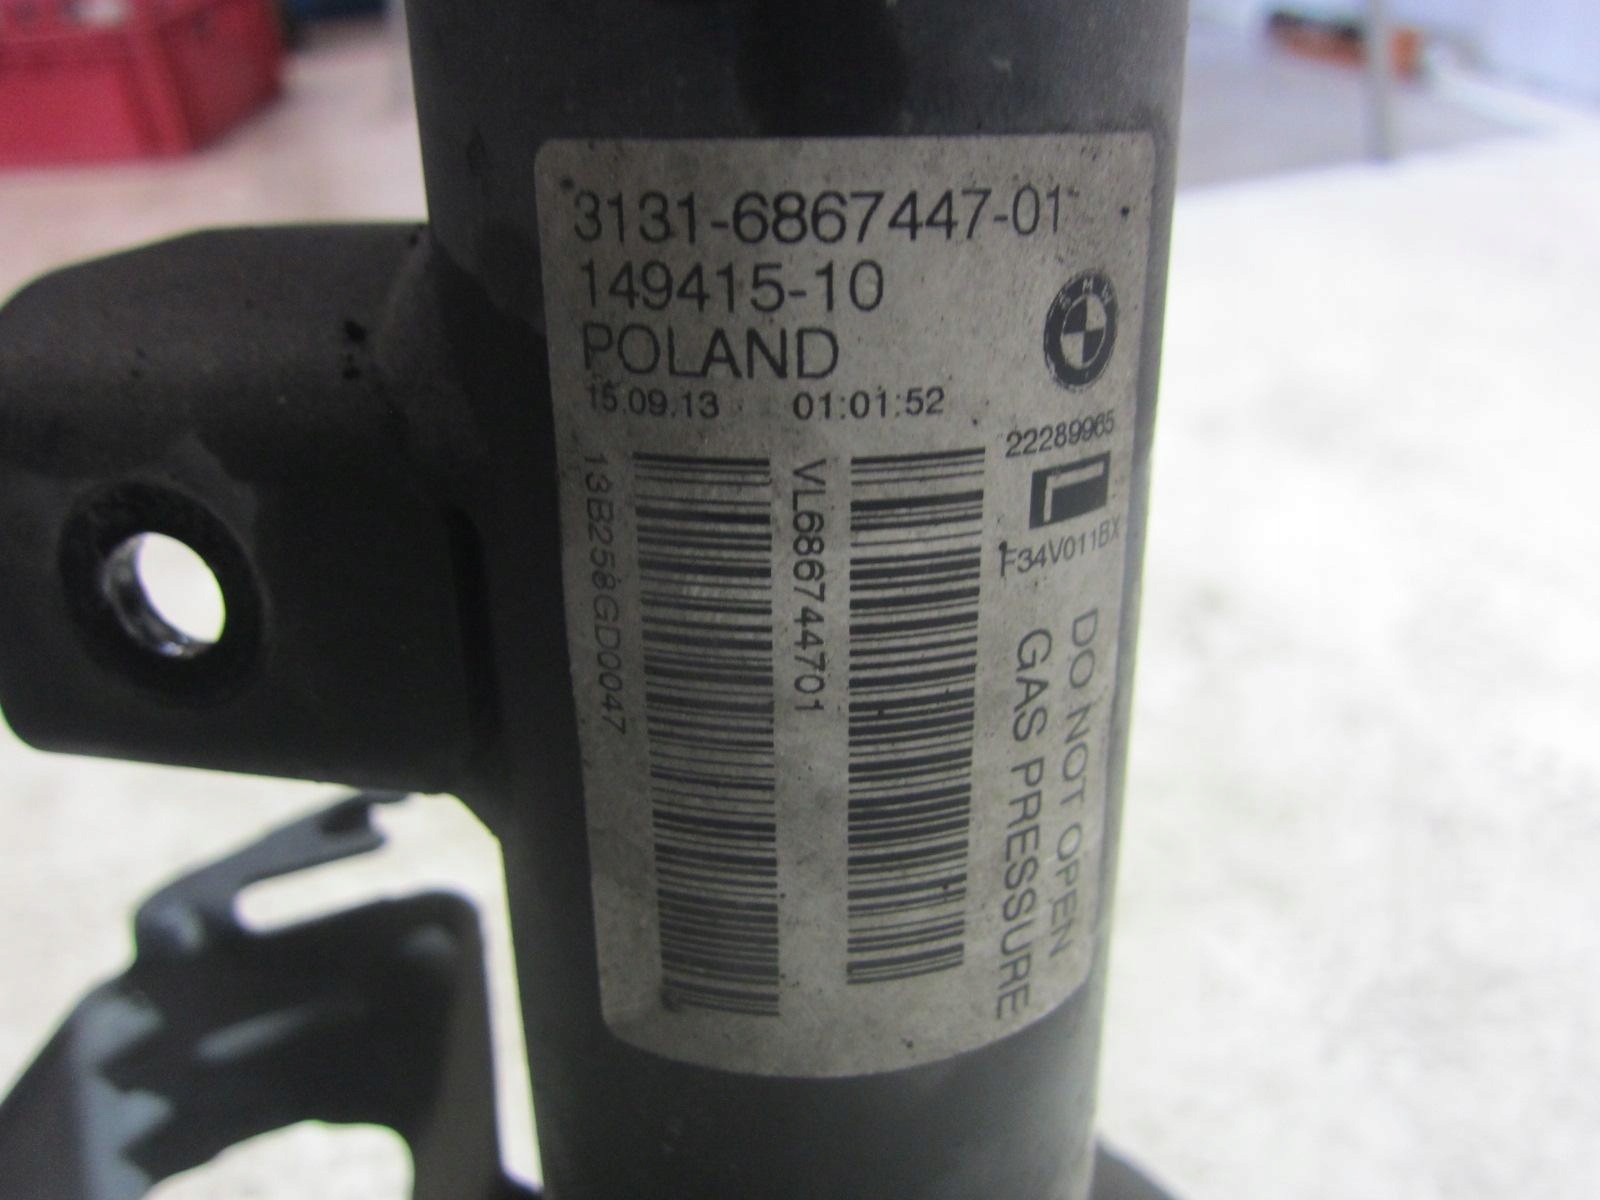 3131-6867447-01
149415-10
POLAND
15.09.13 01:01:52
BMW
22289965
L
F34V011BX
13B258GD0047
VL686744701
DO NOT OPEN
GAS PRESSURE